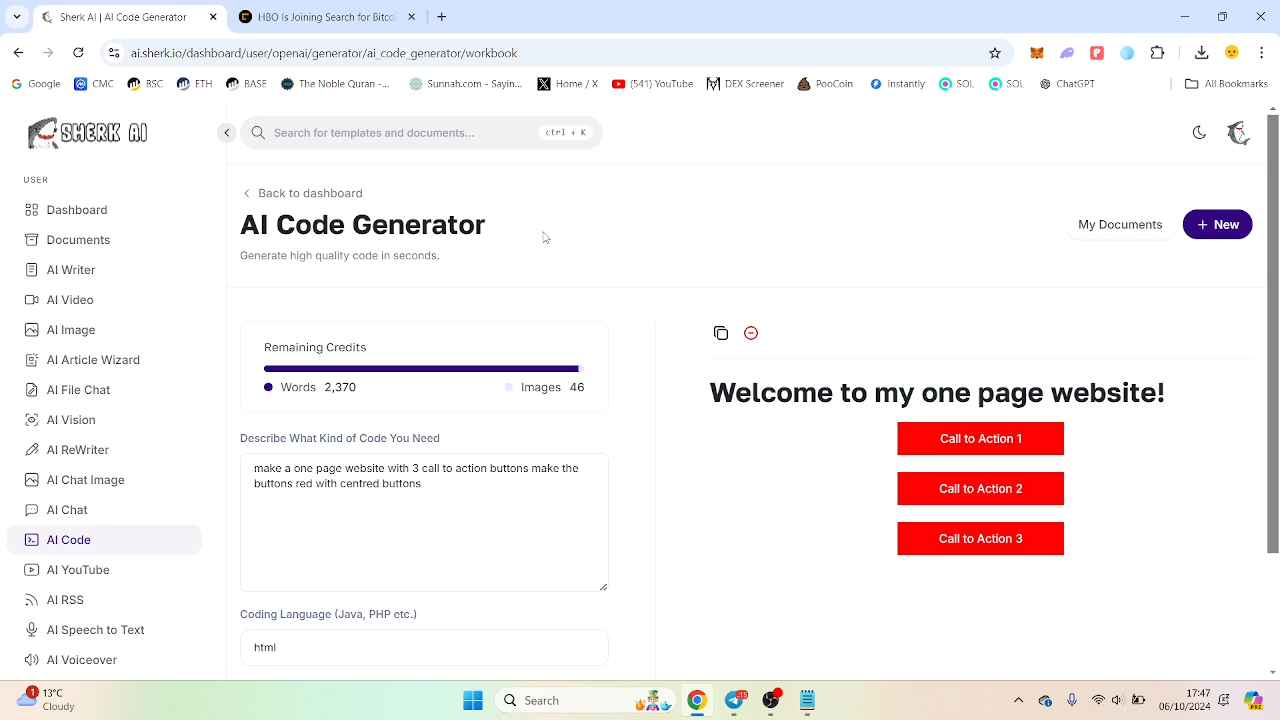 Sherk AI | AI Code Generator
HBO Is Searching for Bitcoin
ai.sherk.io/dashboard/user/openai/generator/ai_code_generator/workbook
Google
CMC
BSC
ETH
BASE
The Noble Quran -...
Sunnah.com - Sayin...
Home / X
(541) YouTube
DEX Screener
PooCoin
Instantly
SOL
SOL
ChatGPT
All Bookmarks
SHERK AI
Search for templates and documents...
ctrl + K
USER
Dashboard
Documents
AI Writer
AI Video
AI Image
AI Article Wizard
AI File Chat
AI Vision
AI ReWriter
AI Chat Image
AI Chat
AI Code
AI YouTube
AI RSS
AI Speech to Text
AI Voiceover
Back to dashboard
AI Code Generator
Generate high quality code in seconds.
My Documents
+ New
Remaining Credits
Words 2,370
Images 46
Describe What Kind of Code You Need
make a one page website with 3 call to action buttons make the
buttons red with centred buttons
Coding Language (Java, PHP etc.)
html
Welcome to my one page website!
Call to Action 1
Call to Action 2
Call to Action 3
1
13°C
Cloudy
Search
17:47
06/10/2024